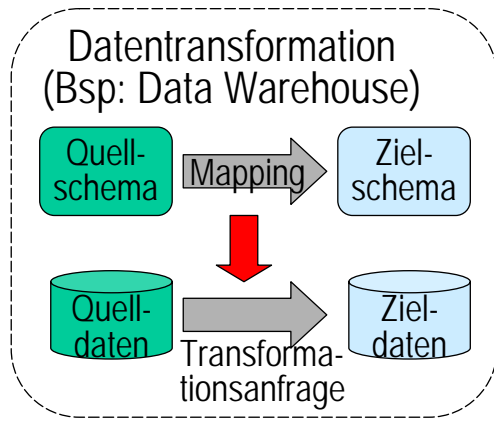 Datentransformation
(Bsp: Data Warehouse)
Quell-
schema
Mapping
Ziel-
schema
Quell-
daten
Transforma-
tionsanfrage
Ziel-
daten